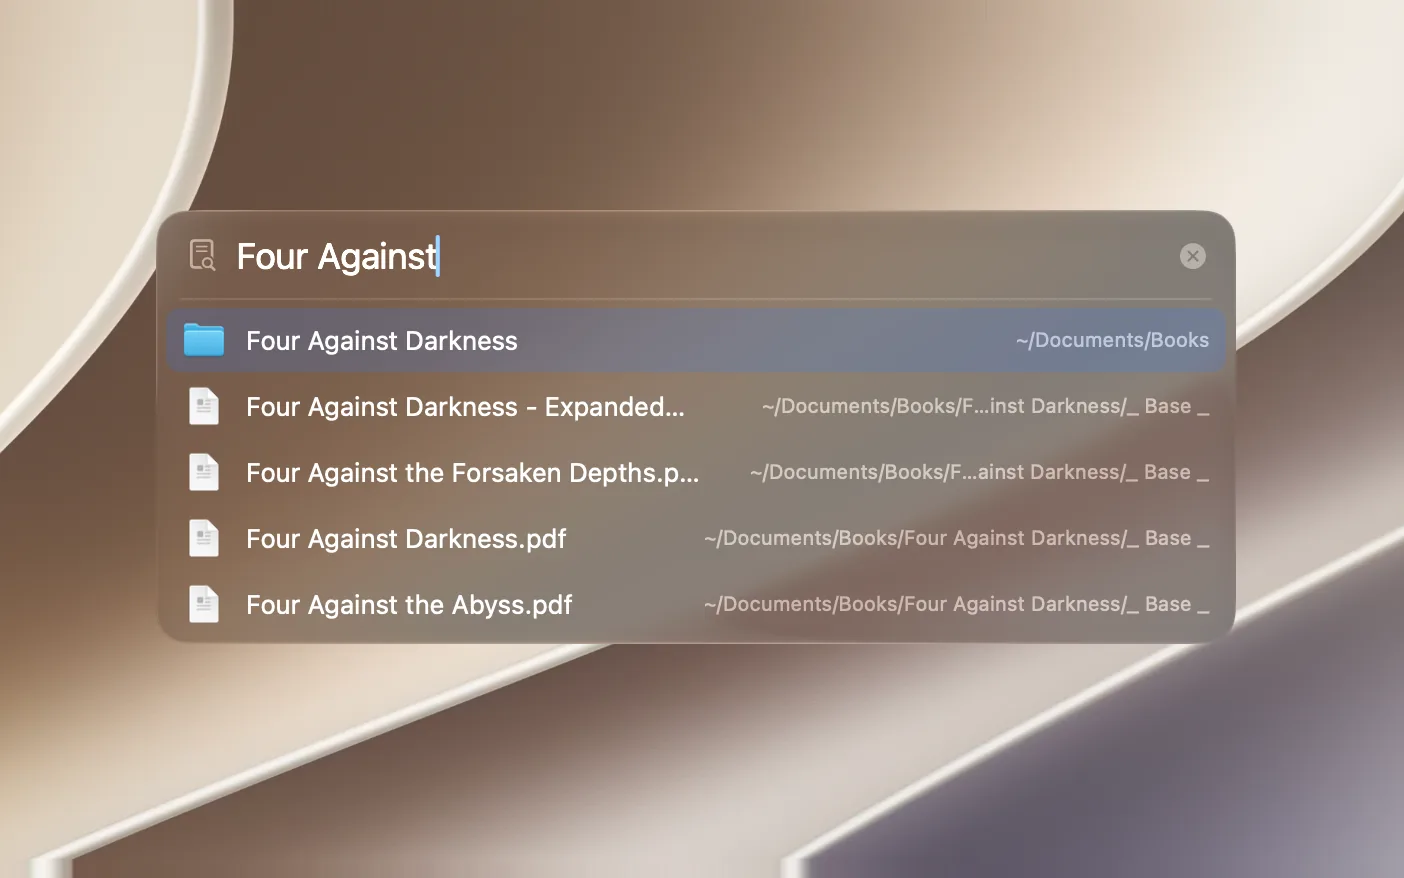 Four Against
Four Against Darkness ~/Documents/Books
Four Against Darkness - Expanded... ~/Documents/Books/F...inst Darkness/_ Base _
Four Against the Forsaken Depths.p... ~/Documents/Books/F...ainst Darkness/_ Base _
Four Against Darkness.pdf ~/Documents/Books/Four Against Darkness/_ Base _
Four Against the Abyss.pdf ~/Documents/Books/Four Against Darkness/_ Base _